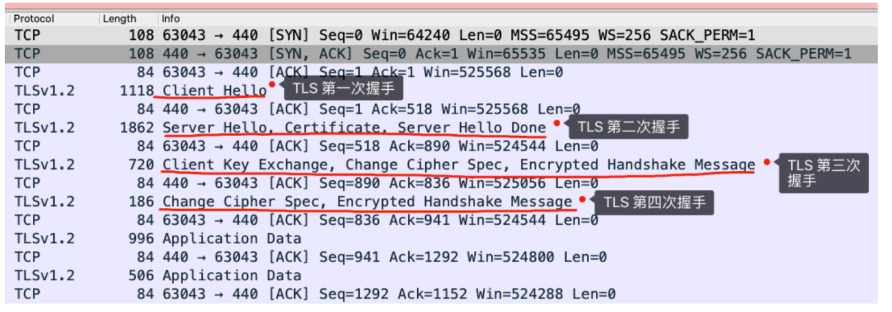 Protocol Length Info
TCP 108 63043 → 440 [SYN] Seq=0 Win=64240 Len=0 MSS=65495 WS=256 SACK_PERM=1
TCP 108 440 → 63043 [SYN, ACK] Seq=0 Ack=1 Win=65535 Len=0 MSS=65495 WS=256 SACK_PERM=1
TCP 84 63043 → 440 [ACK] Seq=1 Ack=1 Win=525568 Len=0
TLSv1.2 1118 Client Hello TLS 第一次握手
TCP 84 440 → 63043 [ACK] Seq=1 Ack=518 Win=525568 Len=0
TLSv1.2 1862 Server Hello, Certificate, Server Hello Done TLS 第二次握手
TCP 84 63043 → 440 [ACK] Seq=518 Ack=890 Win=524544 Len=0
TLSv1.2 720 Client Key Exchange, Change Cipher Spec, Encrypted Handshake Message TLS 第三次
握手
TCP 84 440 → 63043 [ACK] Seq=890 Ack=836 Win=525056 Len=0
TLSv1.2 186 Change Cipher Spec, Encrypted Handshake Message TLS 第四次握手
TCP 84 63043 → 440 [ACK] Seq=836 Ack=941 Win=524544 Len=0
TLSv1.2 996 Application Data
TCP 84 440 → 63043 [ACK] Seq=941 Ack=1292 Win=524800 Len=0
TLSv1.2 506 Application Data
TCP 84 63043 → 440 [ACK] Seq=1292 Ack=1152 Win=524288 Len=0